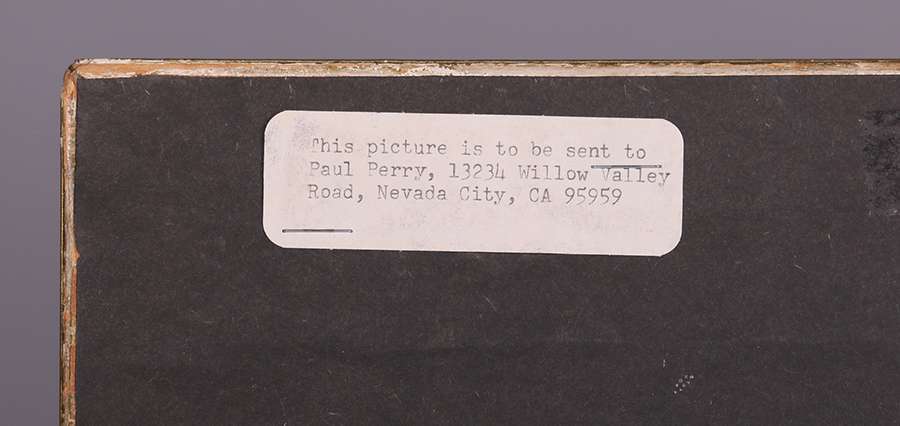 This picture is to be sent to
Paul Perry, 13234 Willow Valley
Road, Nevada City, CA 95959